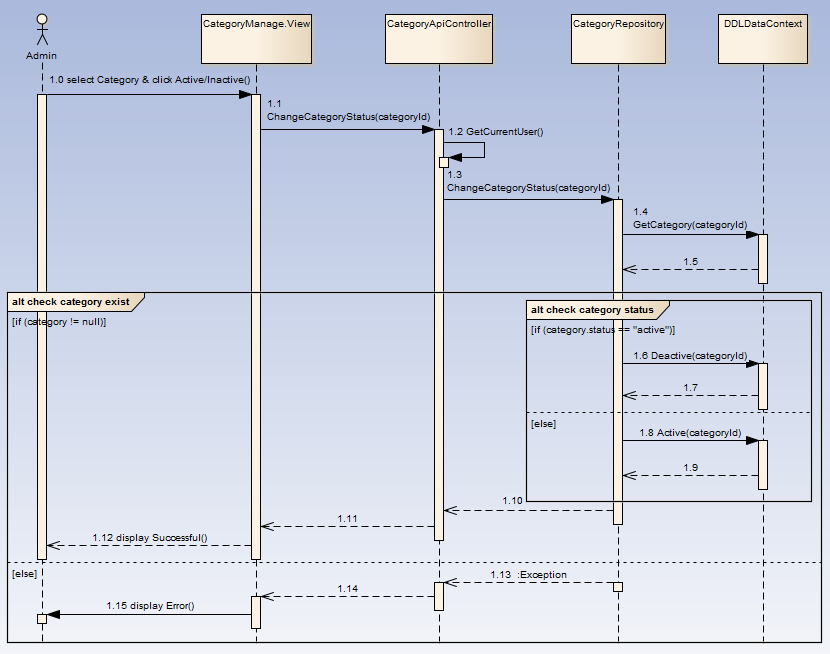 CategoryManage.View
CategoryApiController
CategoryRepository
DDLDataContext
Admin
1.0 select Category & click Active/Inactive()
1.1
ChangeCategoryStatus(categoryId)
1.2 GetCurrentUser()
1.3
ChangeCategoryStatus(categoryId)
1.4
GetCategory(categoryId)
1.5
alt check category exist
[if (category != null)]
alt check category status
[if (category.status == "active")]
1.6 Deactive(categoryId)
1.7
[else]
1.8 Active(categoryId)
1.9
1.10
1.11
1.12 display Successful()
[else]
1.13 :Exception
1.14
1.15 display Error()